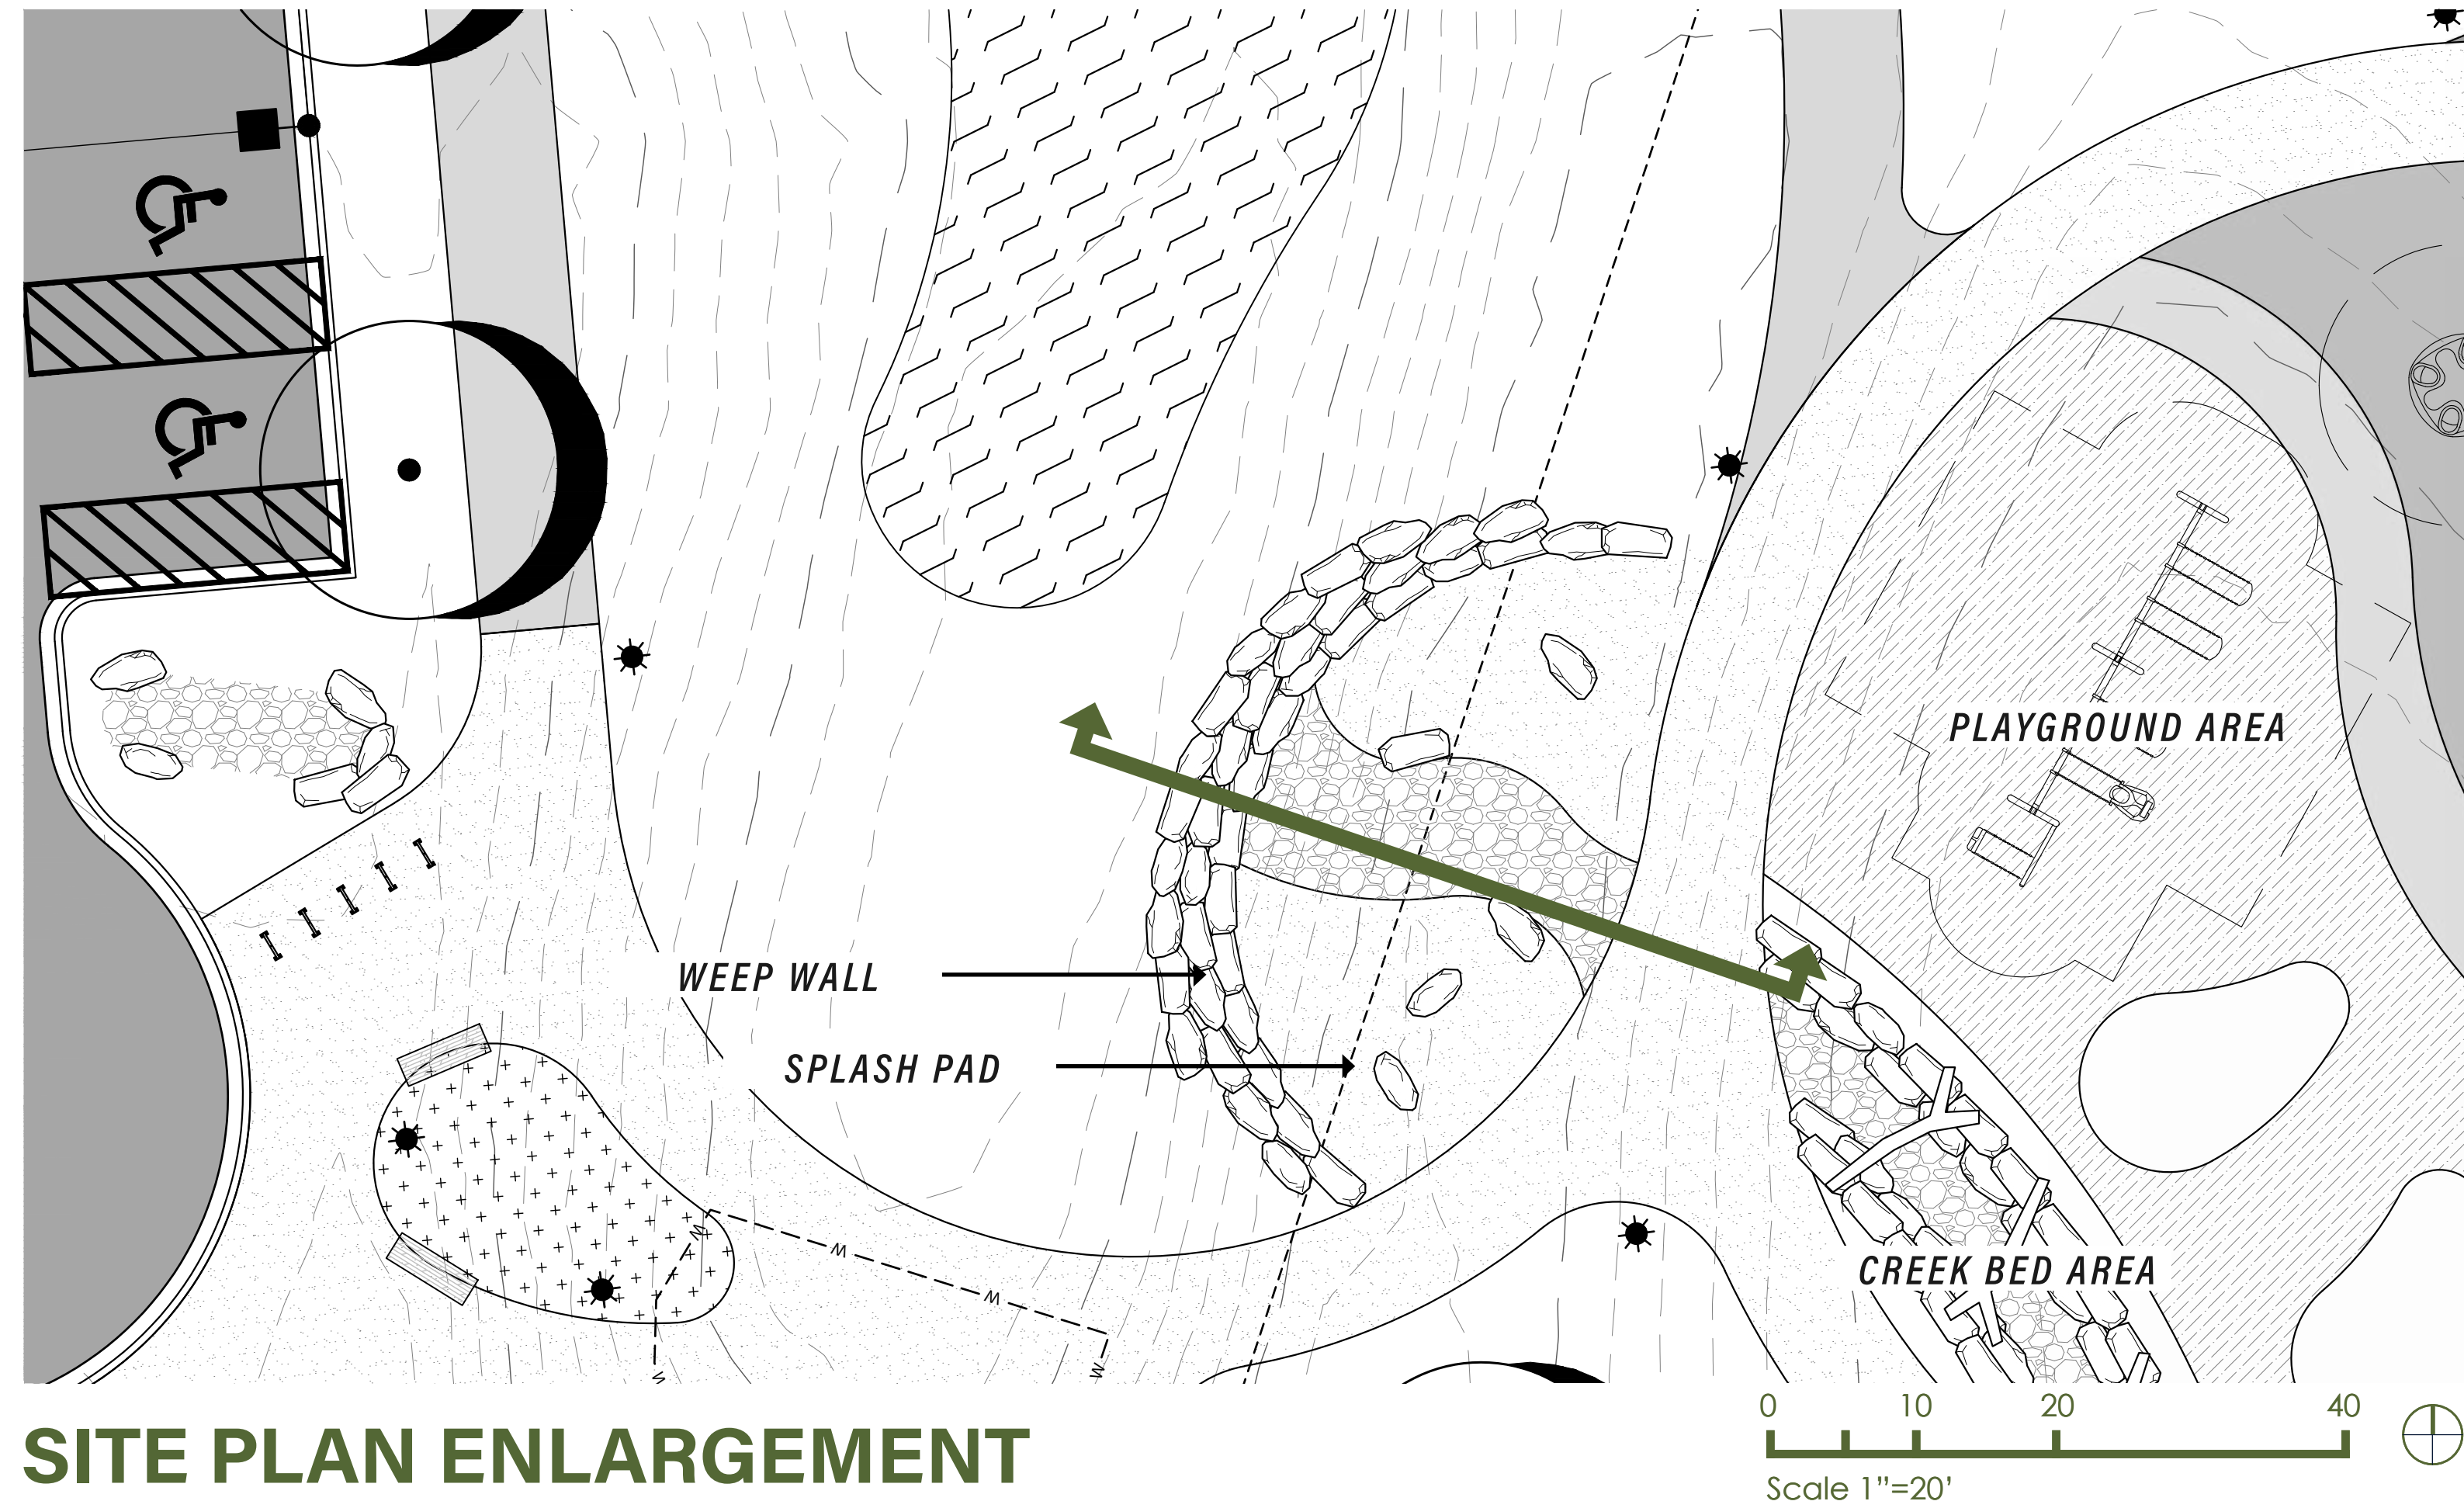 PLAYGROUND AREA
WEEP WALL
SPLASH PAD
W
W
W
W
W
CREEK BED AREA
SITE PLAN ENLARGEMENT
0 10 20 40
Scale 1”=20’